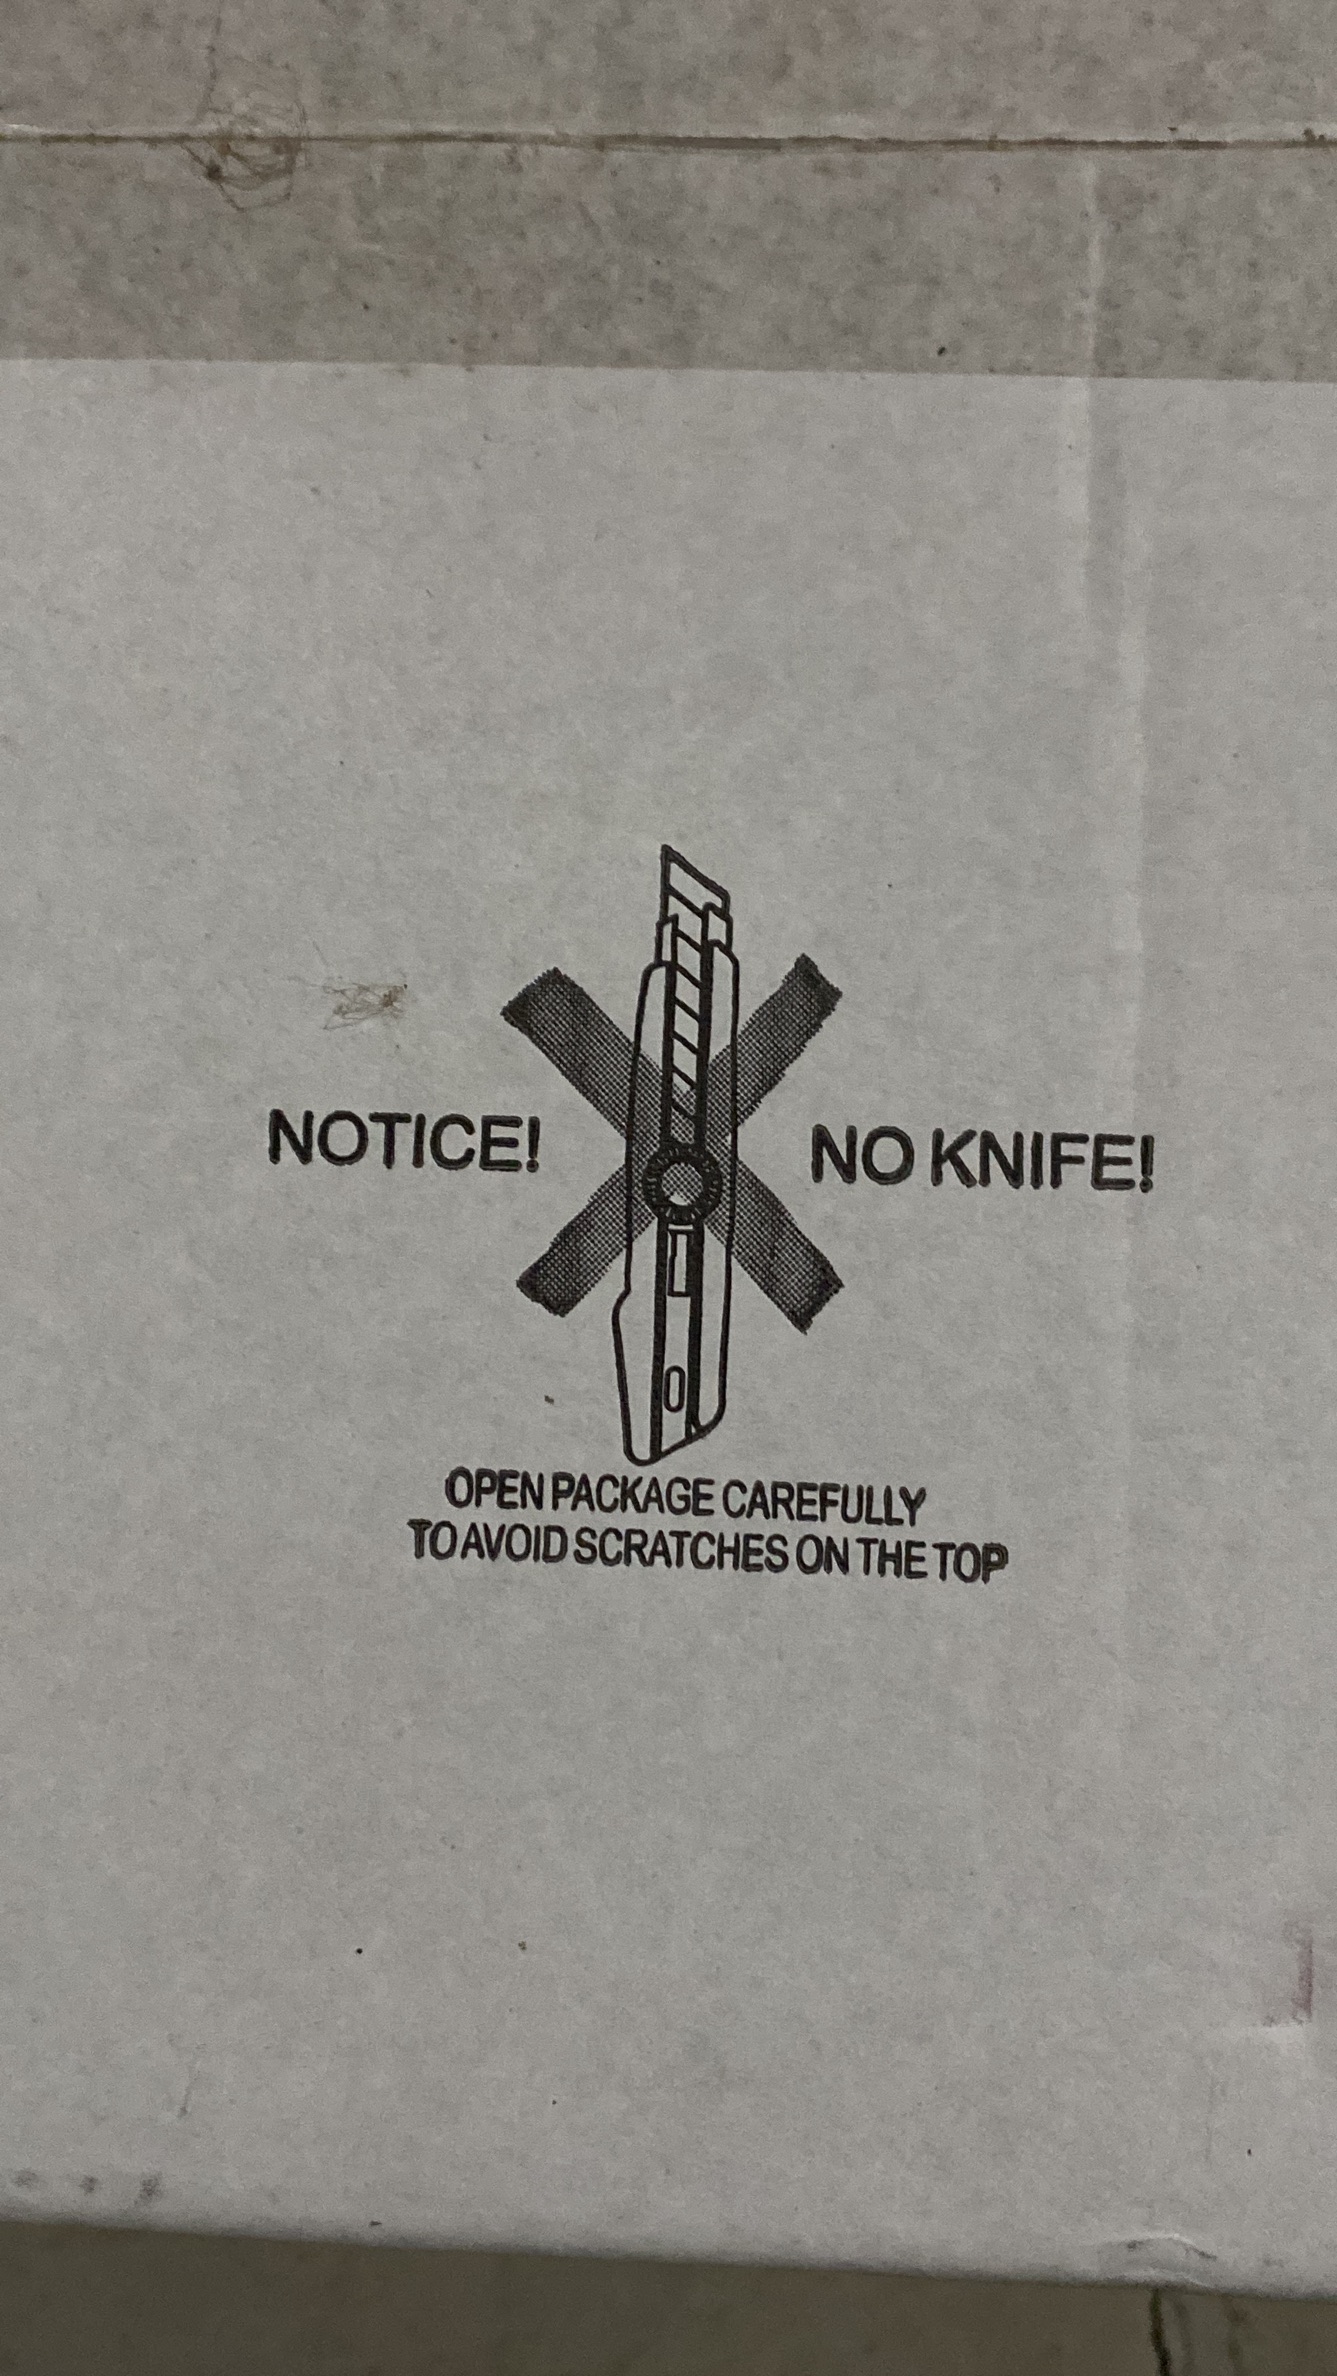 NOTICE! NO KNIFE!
OPEN PACKAGE CAREFULLY
TO AVOID SCRATCHES ON THE TOP